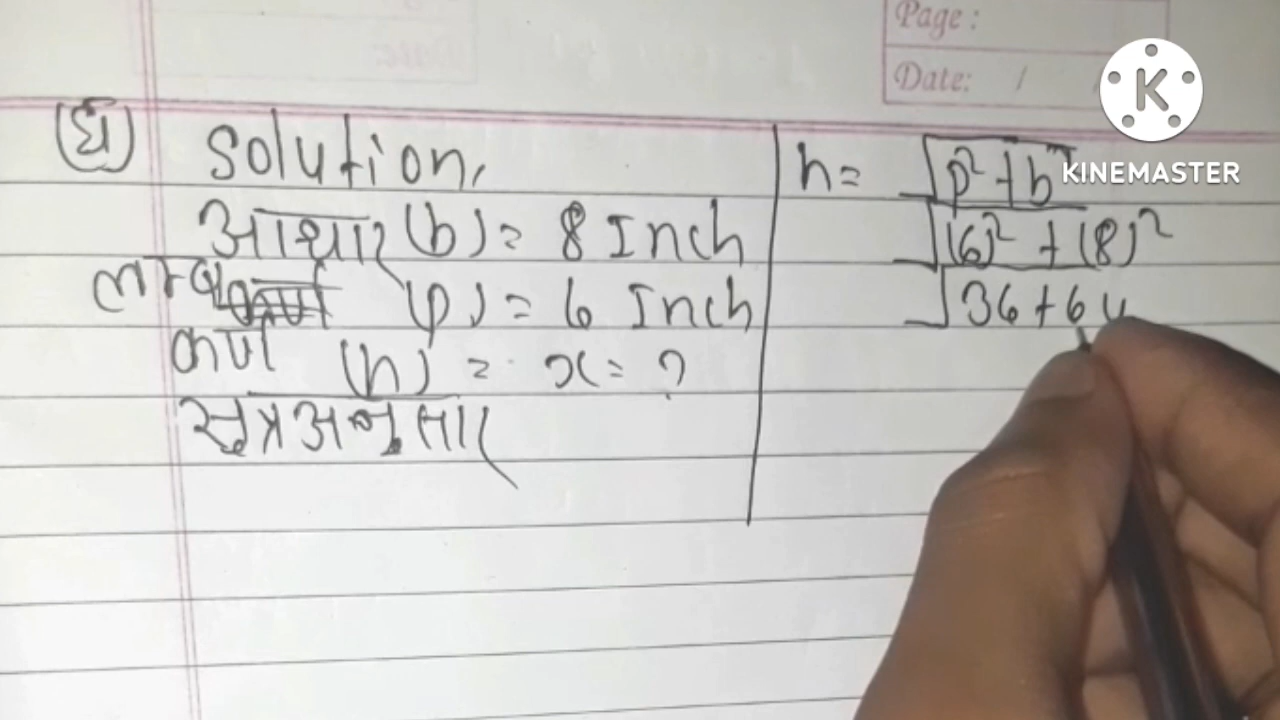 Page :
Date: /
K
KINEMASTER
(घ) Solution,
आधार (b) = 8 Inch
लम्ब (p) = 6 Inch
कर्ण (h) = x = ?
सुत्रअनुसार
h = √p² + b
√(6)² + (8)²
√36 + 64